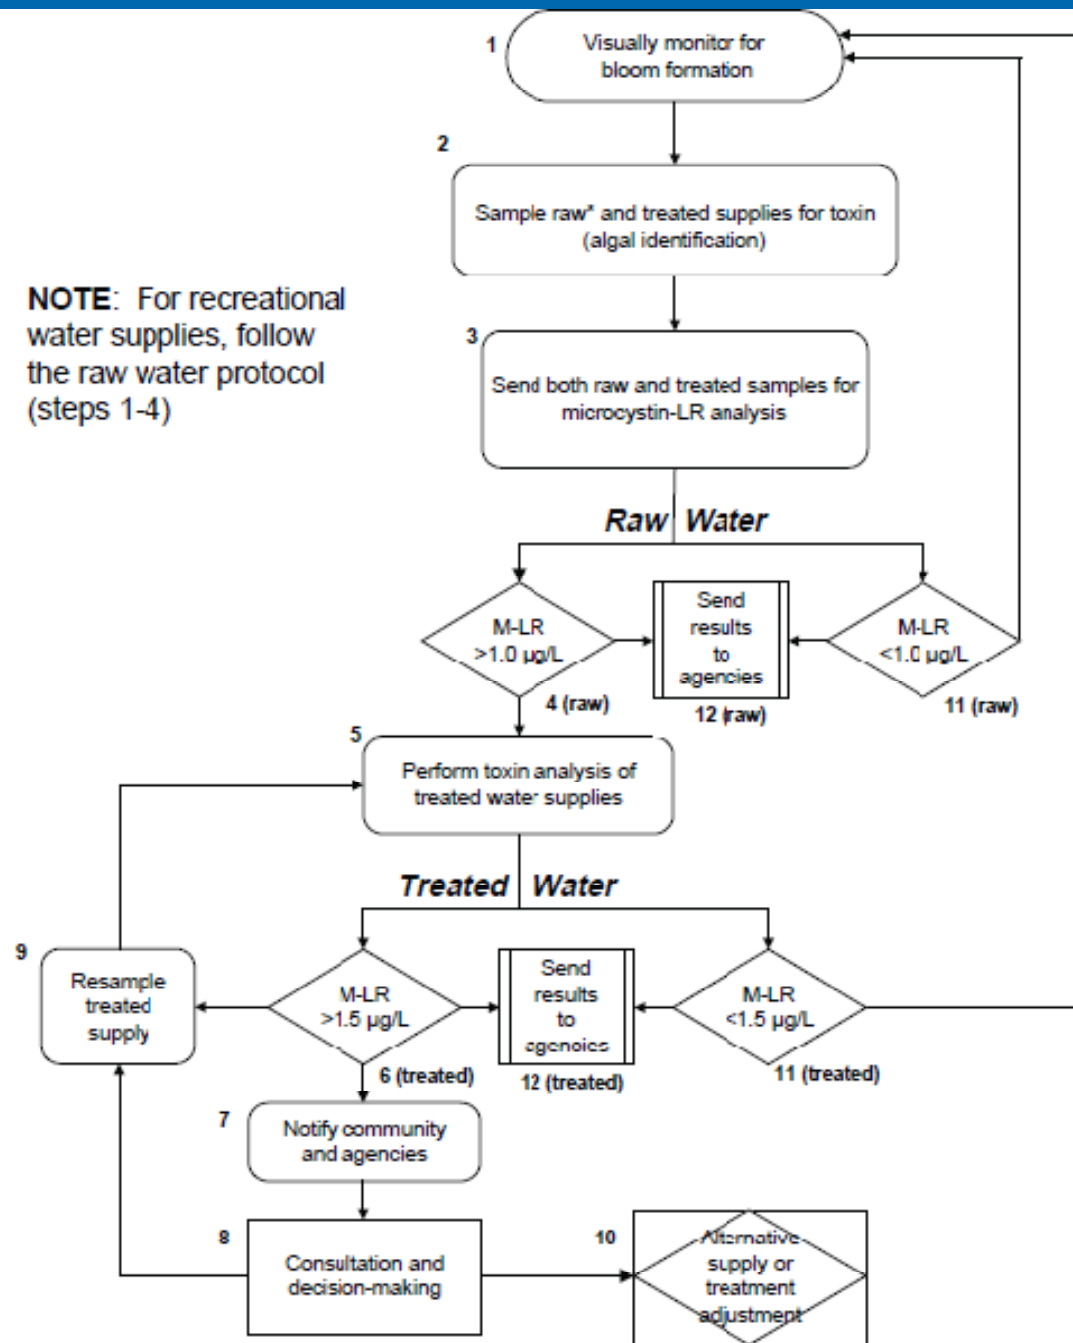 1
Visually monitor for
bloom formation
2
Sample raw* and treated supplies for toxin
(algal identification)
NOTE: For recreational
water supplies, follow
the raw water protocol
(steps 1-4)
3
Send both raw and treated samples for
microcystin-LR analysis
Raw Water
M-LR
>1.0 µg/L
4 (raw)
Send
results
to
agencies
12 (raw)
M-LR
<1.0 µg/L
11 (raw)
5
Perform toxin analysis of
treated water supplies
Treated Water
9
Resample
treated
supply
M-LR
>1.5 µg/L
6 (treated)
Send
results
to
agencies
12 (treated)
M-LR
<1.5 µg/L
11 (treated)
7
Notify community
and agencies
8
Consultation and
decision-making
10
Alternative
supply or
treatment
adjustment